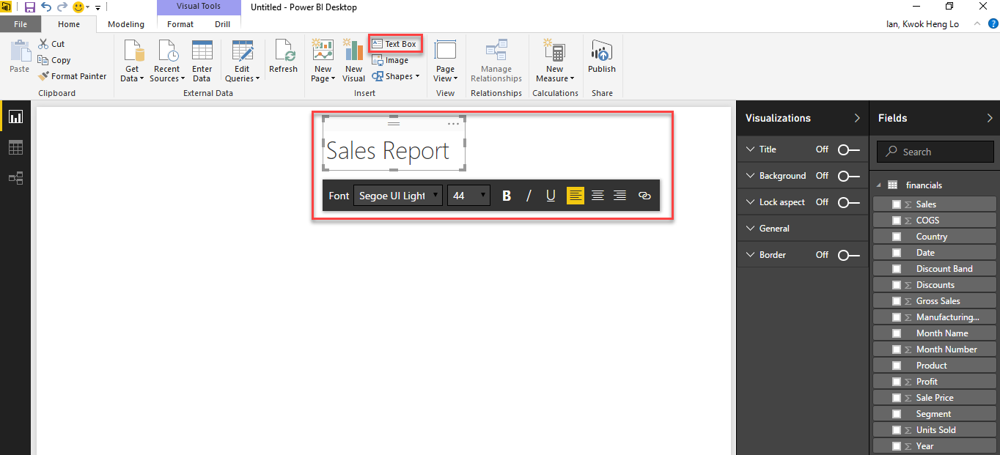 Visual Tools
Untitled - Power BI Desktop
File
Home
Modeling
Format
Drill
Ian, Kwok Heng Lo
Paste
Cut
Copy
Format Painter
Clipboard
Get Data
Recent Sources
Enter Data
Edit Queries
Refresh
External Data
New Page
New Visual
Text Box
Image
Shapes
Insert
Page View
View
Manage Relationships
Relationships
New Measure
Calculations
Publish
Share
Sales Report
Font Segoe UI Light 44 B / U
Visualizations
Title Off
Background Off
Lock aspect Off
General
Border Off
Fields
Search
financials
Σ Sales
Σ COGS
Country
Date
Discount Band
Σ Discounts
Σ Gross Sales
Σ Manufacturing...
Month Name
Σ Month Number
Product
Σ Profit
Σ Sale Price
Segment
Σ Units Sold
Σ Year